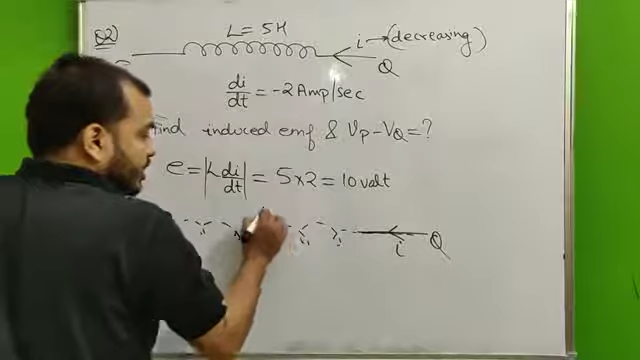 Q2)
L = 5H
i → (decreasing)
Q
di/dt = -2 Amp/sec
Find induced emf & Vp - VQ = ?
e = |L di/dt| = 5×2 = 10 volt
i Q